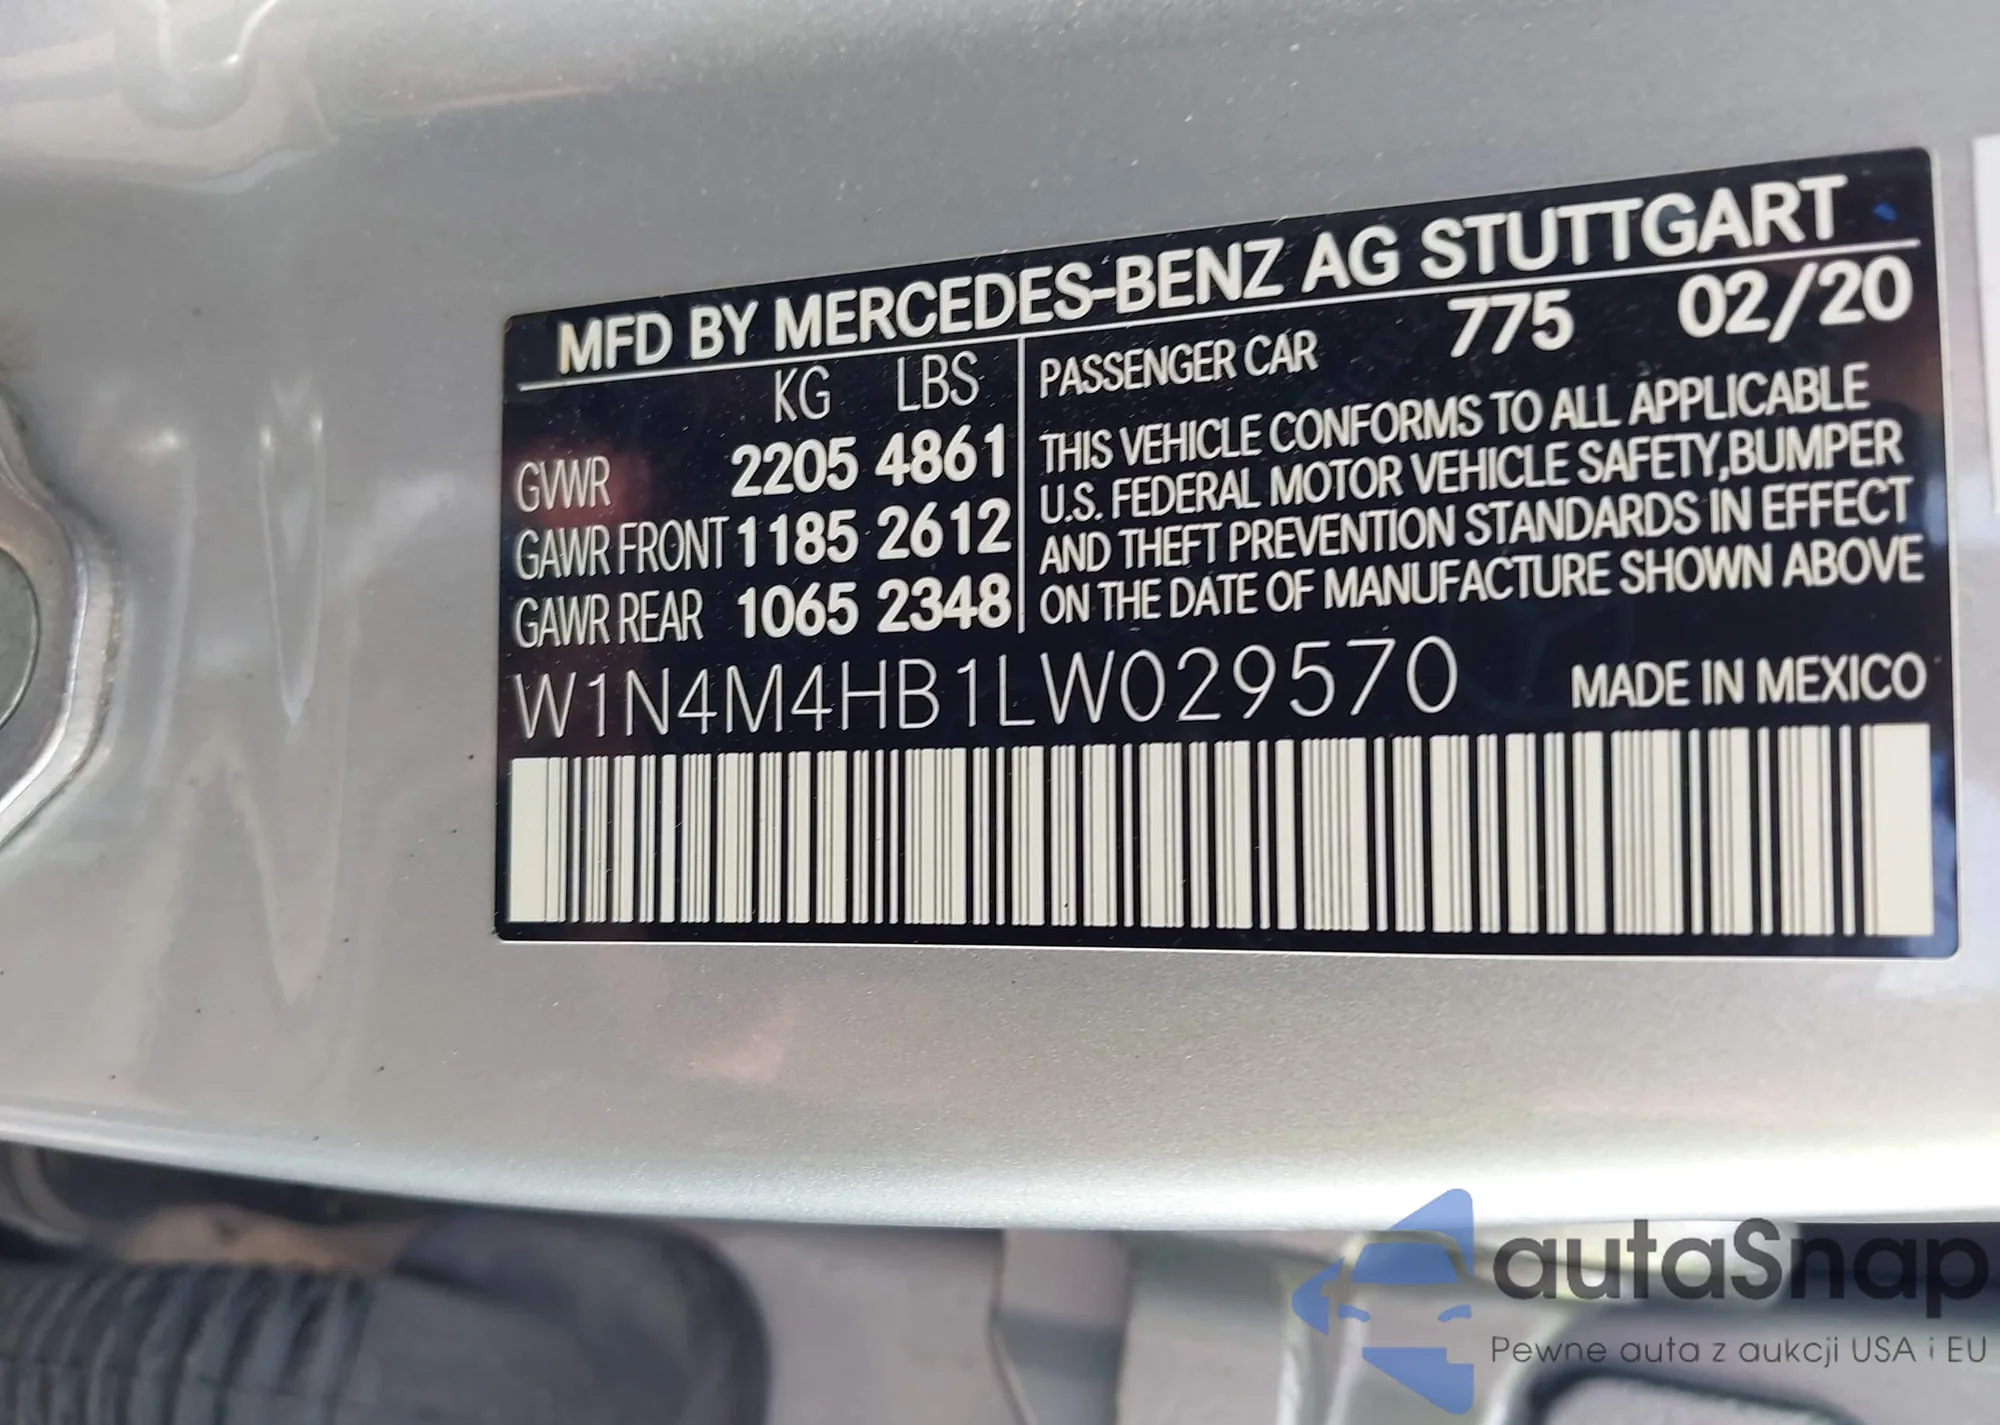 MFD BY MERCEDES-BENZ AG STUTTGART
KG LBS
GVWR 2205 4861
GAWR FRONT 1185 2612
GAWR REAR 1065 2348
PASSENGER CAR 775 02/20
THIS VEHICLE CONFORMS TO ALL APPLICABLE
U.S. FEDERAL MOTOR VEHICLE SAFETY,BUMPER
AND THEFT PREVENTION STANDARDS IN EFFECT
ON THE DATE OF MANUFACTURE SHOWN ABOVE
W1N4M4HB1LW029570 MADE IN MEXICO
autaSnap
Pewne auta z aukcji USA i EU